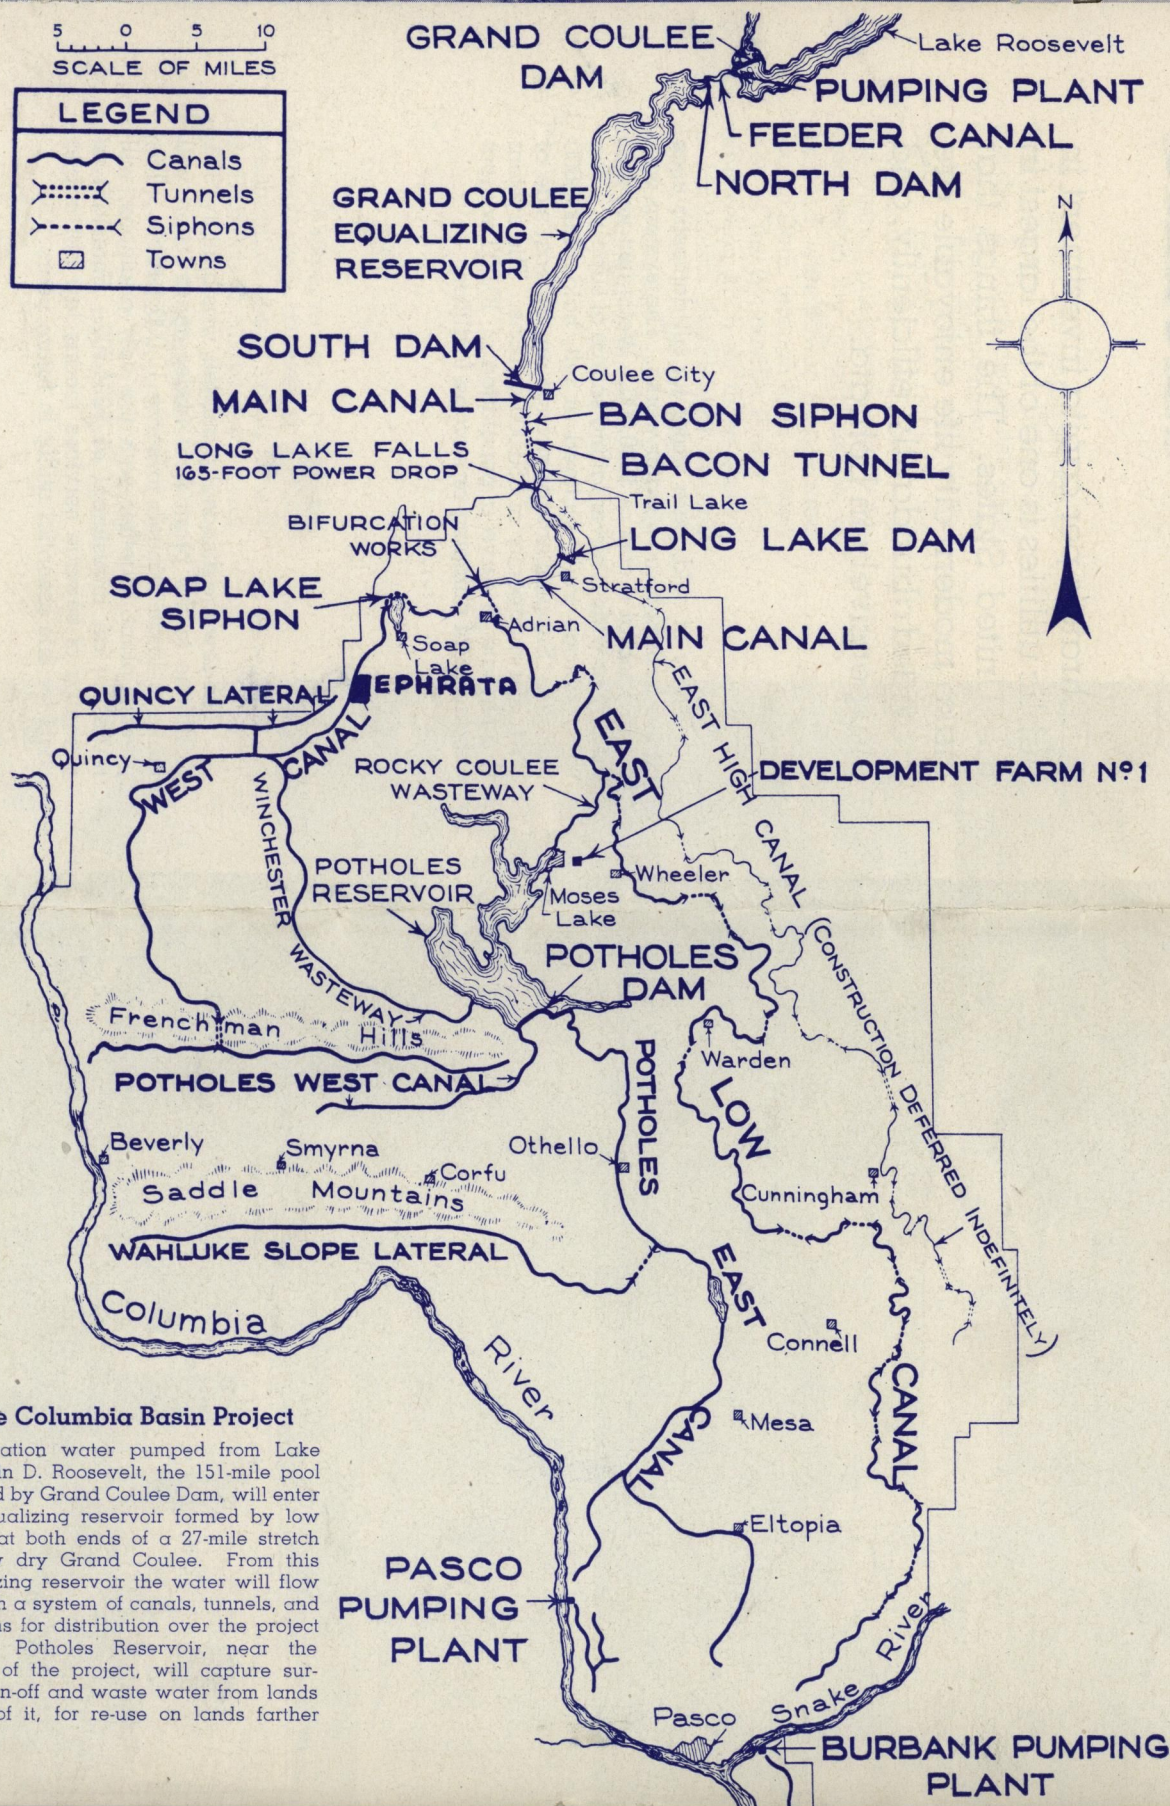 5 0 5 10
SCALE OF MILES
LEGEND
Canals
Tunnels
Siphons
Towns
GRAND COULEE
DAM
Lake Roosevelt
PUMPING PLANT
FEEDER CANAL
NORTH DAM
GRAND COULEE
EQUALIZING
RESERVOIR
N
SOUTH DAM
Coulee City
MAIN CANAL
BACON SIPHON
LONG LAKE FALLS
165-FOOT POWER DROP
BACON TUNNEL
Trail Lake
BIFURCATION
WORKS
LONG LAKE DAM
Stratford
SOAP LAKE
SIPHON
Adrian
MAIN CANAL
Soap
Lake
EPHRATA
QUINCY LATERAL
Quincy
WEST
CANAL
WINCHESTER
WASTEWAY
ROCKY COULEE
WASTEWAY
EAST
EAST HIGH
CANAL (CONSTRUCTION DEFERRED INDEFINITELY)
DEVELOPMENT FARM Nº1
POTHOLES
RESERVOIR
Wheeler
Moses
Lake
POTHOLES
DAM
Frenchman
Hills
POTHOLES WEST CANAL
Warden
POTHOLES
LOW
Beverly
Smyrna
Corfu
Othello
Saddle Mountains
Cunningham
WAHLUKE SLOPE LATERAL
EAST
Columbia
River
Connell
CANAL
Mesa
CANAL
Eltopia
e Columbia Basin Project
ation water pumped from Lake
n D. Roosevelt, the 151-mile pool
d by Grand Coulee Dam, will enter
ualizing reservoir formed by low
at both ends of a 27-mile stretch
y dry Grand Coulee. From this
zing reservoir the water will flow
h a system of canals, tunnels, and
ns for distribution over the project
Potholes Reservoir, near the
of the project, will capture sur-
n-off and waste water from lands
of it, for re-use on lands farther
PASCO
PUMPING
PLANT
Snake
River
Pasco
BURBANK PUMPING
PLANT